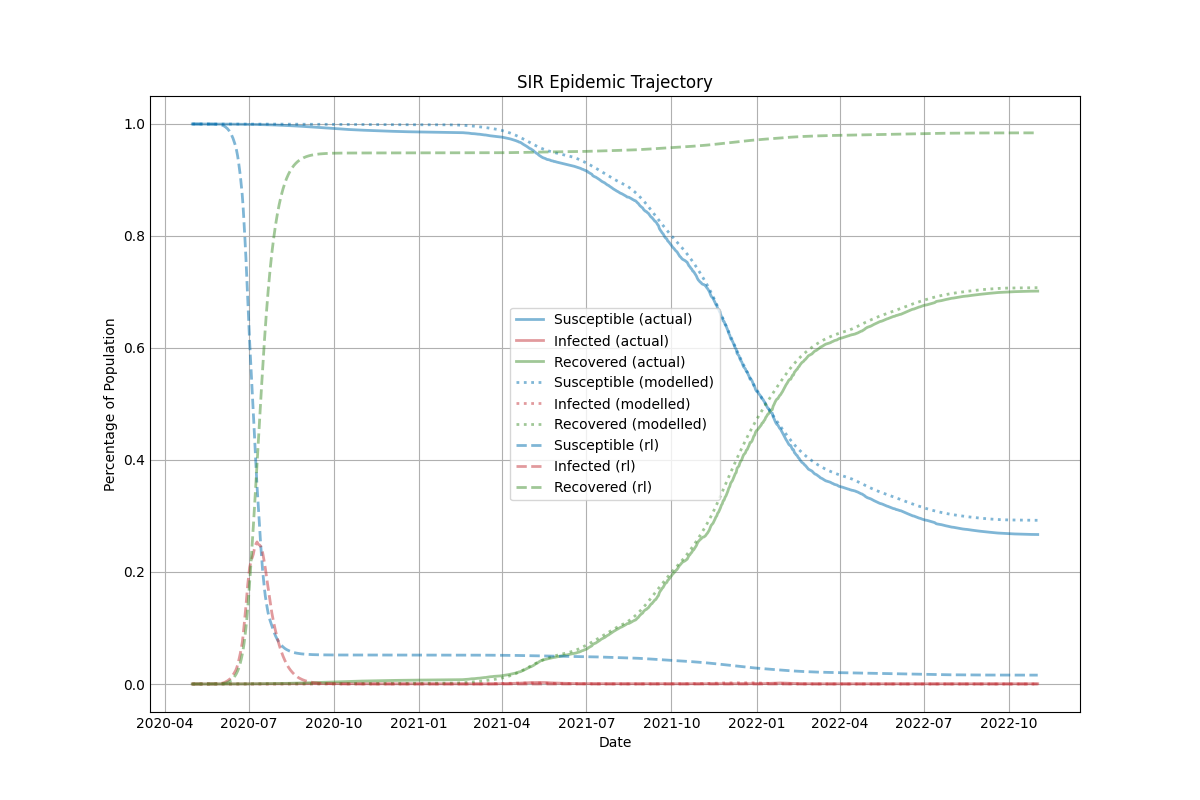 SIR Epidemic Trajectory
Percentage of Population
1.0
0.8
0.6
0.4
0.2
0.0
Susceptible (actual)
Infected (actual)
Recovered (actual)
Susceptible (modelled)
Infected (modelled)
Recovered (modelled)
Susceptible (rl)
Infected (rl)
Recovered (rl)
2020-04 2020-07 2020-10 2021-01 2021-04 2021-07 2021-10 2022-01 2022-04 2022-07 2022-10
Date